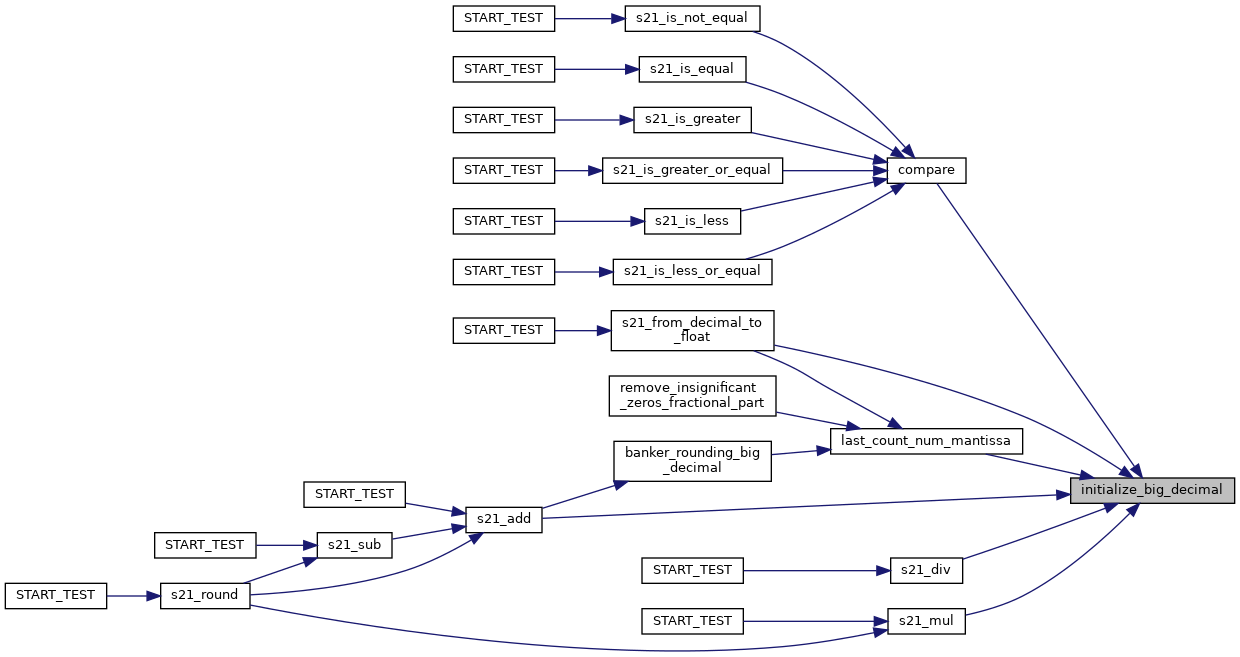 START_TEST
s21_is_not_equal
START_TEST
s21_is_equal
START_TEST
s21_is_greater
START_TEST
s21_is_greater_or_equal
compare
START_TEST
s21_is_less
START_TEST
s21_is_less_or_equal
START_TEST
s21_from_decimal_to
_float
remove_insignificant
_zeros_fractional_part
last_count_num_mantissa
banker_rounding_big
_decimal
initialize_big_decimal
START_TEST
s21_add
START_TEST
s21_sub
START_TEST
s21_div
START_TEST
s21_round
START_TEST
s21_mul